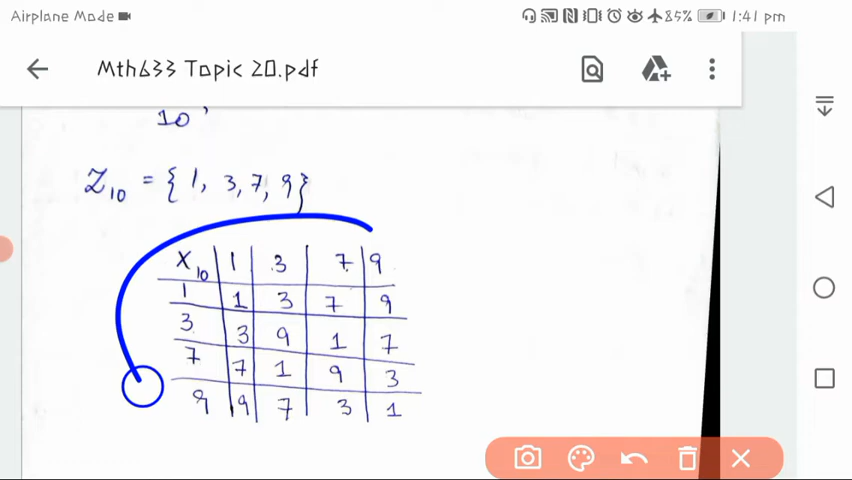 Airplane Made 85% 1:41 pm
Mth633 Topic 20.pdf
10
Z10 = {1, 3, 7, 9}
X10 1 3 7 9
1 1 3 7 9
3 3 9 1 7
7 7 1 9 3
9 9 7 3 1